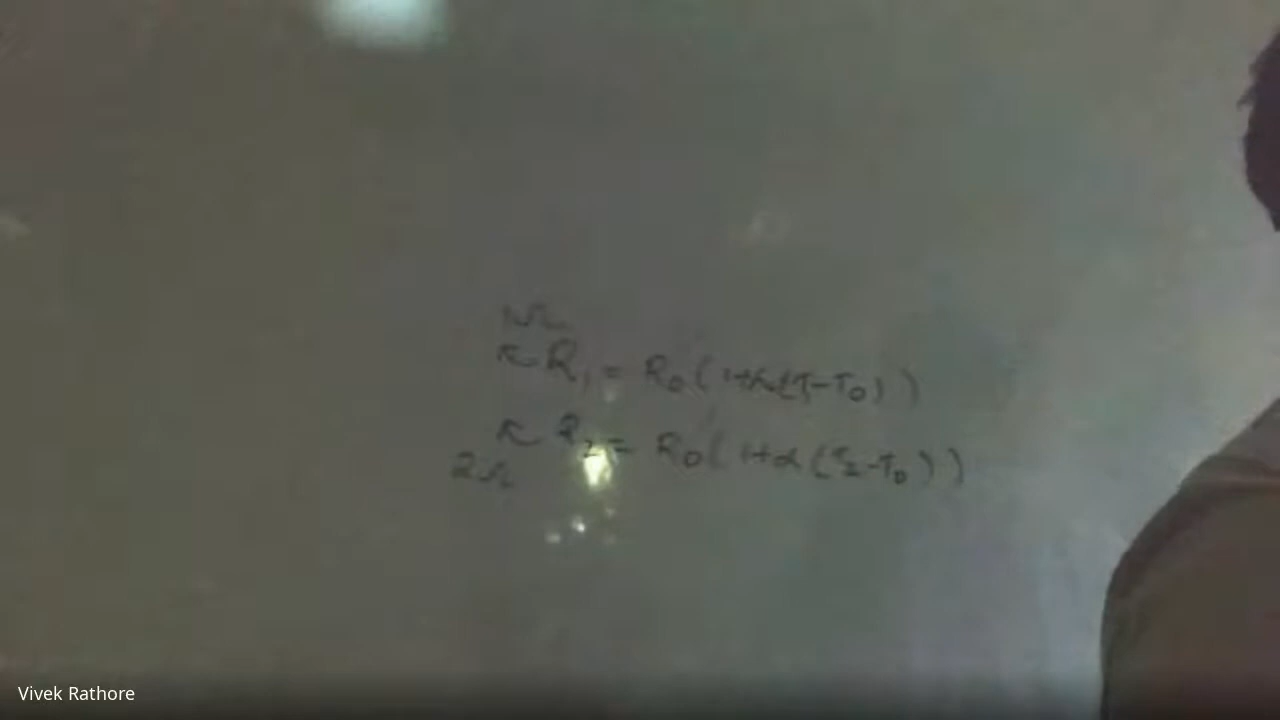 1Ω
R₁ = R₀(1+α(T₁-T₀))
R₂ = R₀(1+α(T₂-T₀))
2Ω
Vivek Rathore